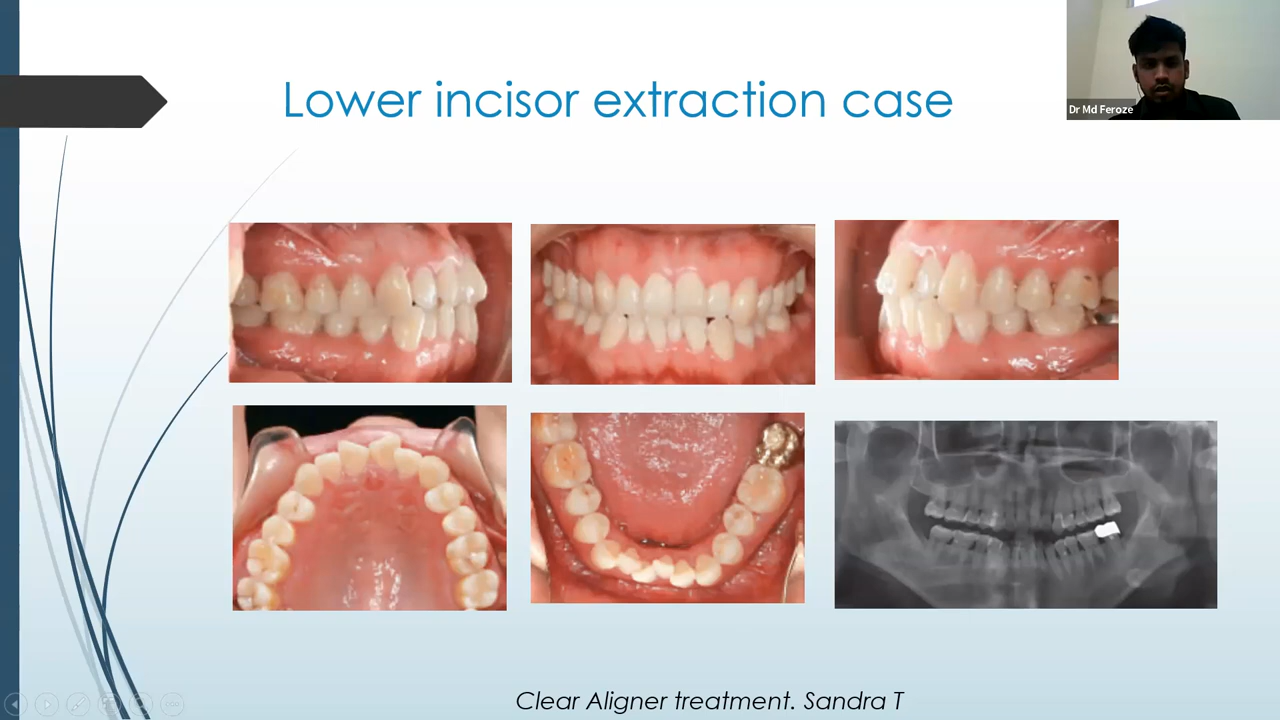 Lower incisor extraction case
Dr Md Feroze
Clear Aligner treatment. Sandra T